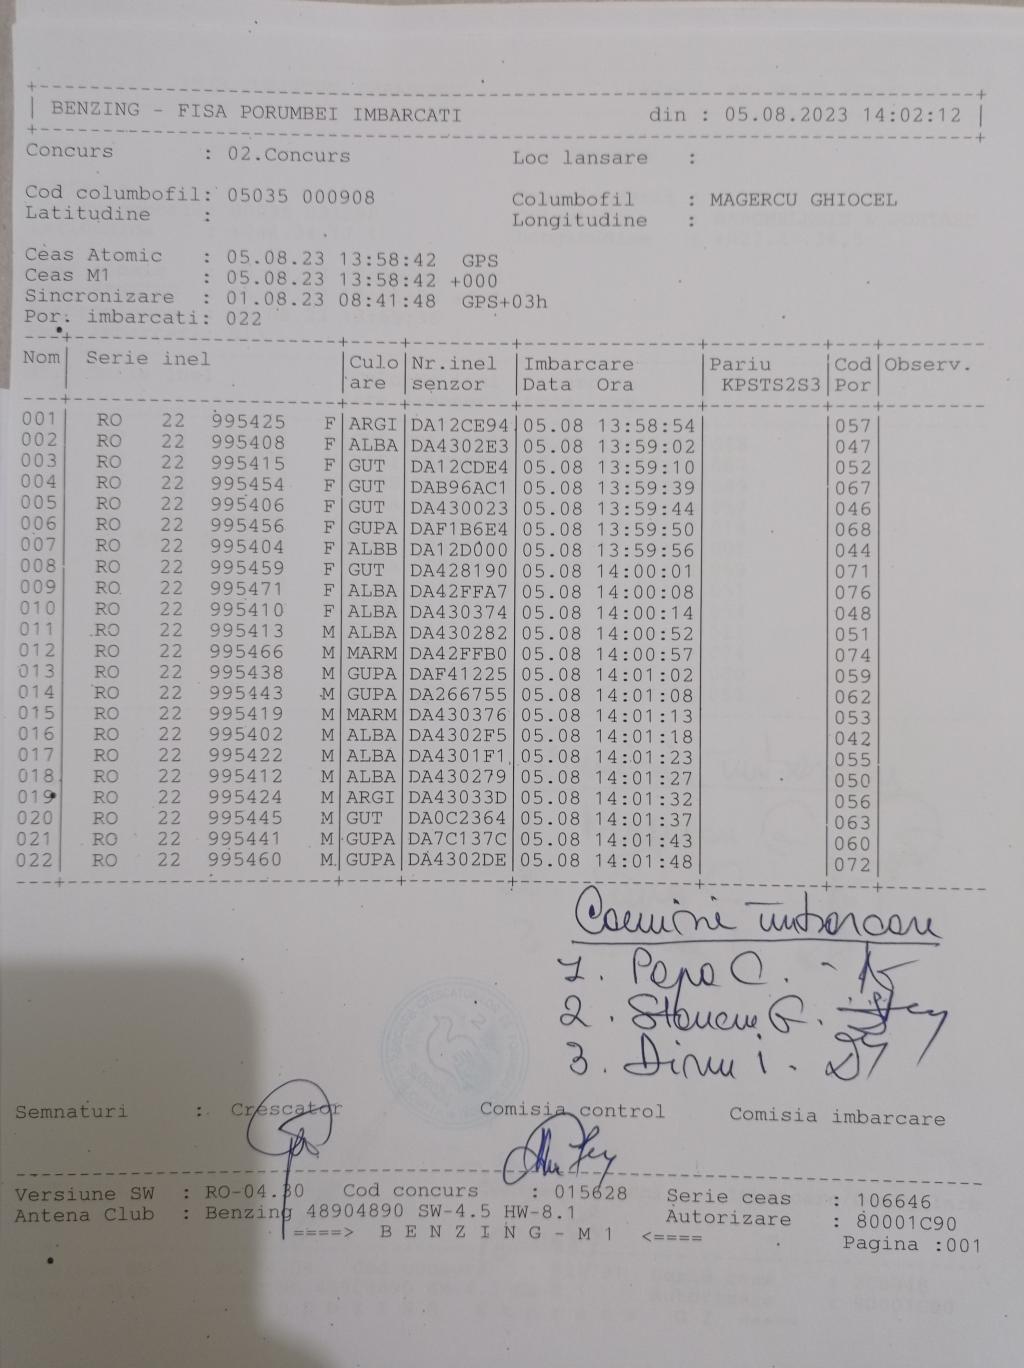 BENZING - FISA PORUMBEI IMBARCATI din : 05.08.2023 14:02:12
Concurs : 02.Concurs Loc lansare :
Cod columbofil: 05035 000908 Columbofil : MAGERCU GHIOCEL
Latitudine : Longitudine :
Ceas Atomic : 05.08.23 13:58:42 GPS
Ceas M1 : 05.08.23 13:58:42 +000
Sincronizare : 01.08.23 08:41:48 GPS+03h
Por. imbarcati: 022
Nom Serie inel Culo Nr.inel Imbarcare Pariu Cod Observ.
are senzor Data Ora KPSTS2S3 Por
001 RO 22 995425 F ARGI DA12CE94 05.08 13:58:54 057
002 RO 22 995408 F ALBA DA4302E3 05.08 13:59:02 047
003 RO 22 995415 F GUT DA12CDE4 05.08 13:59:10 052
004 RO 22 995454 F GUT DAB96AC1 05.08 13:59:39 067
005 RO 22 995406 F GUT DA430023 05.08 13:59:44 046
006 RO 22 995456 F GUPA DAF1B6E4 05.08 13:59:50 068
007 RO 22 995404 F ALBB DA12D000 05.08 13:59:56 044
008 RO 22 995459 F GUT DA428190 05.08 14:00:01 071
009 RO 22 995471 F ALBA DA42FFA7 05.08 14:00:08 076
010 RO 22 995410 F ALBA DA430374 05.08 14:00:14 048
011 RO 22 995413 M ALBA DA430282 05.08 14:00:52 051
012 RO 22 995466 M MARM DA42FFB0 05.08 14:00:57 074
013 RO 22 995438 M GUPA DAF41225 05.08 14:01:02 059
014 RO 22 995443 M GUPA DA266755 05.08 14:01:08 062
015 RO 22 995419 M MARM DA430376 05.08 14:01:13 053
016 RO 22 995402 M ALBA DA4302F5 05.08 14:01:18 042
017 RO 22 995422 M ALBA DA4301F1 05.08 14:01:23 055
018 RO 22 995412 M ALBA DA430279 05.08 14:01:27 050
019 RO 22 995424 M ARGI DA43033D 05.08 14:01:32 056
020 RO 22 995445 M GUT DA0C2364 05.08 14:01:37 063
021 RO 22 995441 M GUPA DA7C137C 05.08 14:01:43 060
022 RO 22 995460 M GUPA DA4302DE 05.08 14:01:48 072
1. Popa C. -
2.
3.
Semnaturi : Crescator Comisia control Comisia imbarcare
Versiune SW : RO-04.30 Cod concurs : 015628 Serie ceas : 106646
Antena Club : Benzing 48904890 SW-4.5 HW-8.1 Autorizare : 80001C90
====> B E N Z I N G - M 1 <==== Pagina :001